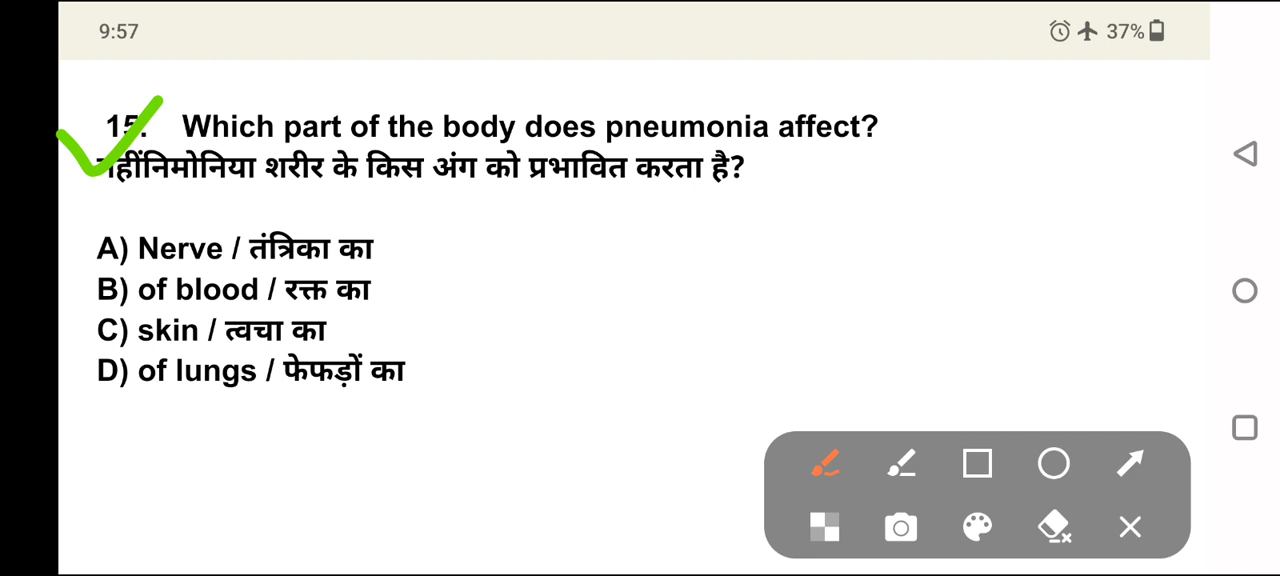 9:57
37%
15. Which part of the body does pneumonia affect?
नहींनिमोनिया शरीर के किस अंग को प्रभावित करता है?
A) Nerve / तंत्रिका का
B) of blood / रक्त का
C) skin / त्वचा का
D) of lungs / फेफड़ों का